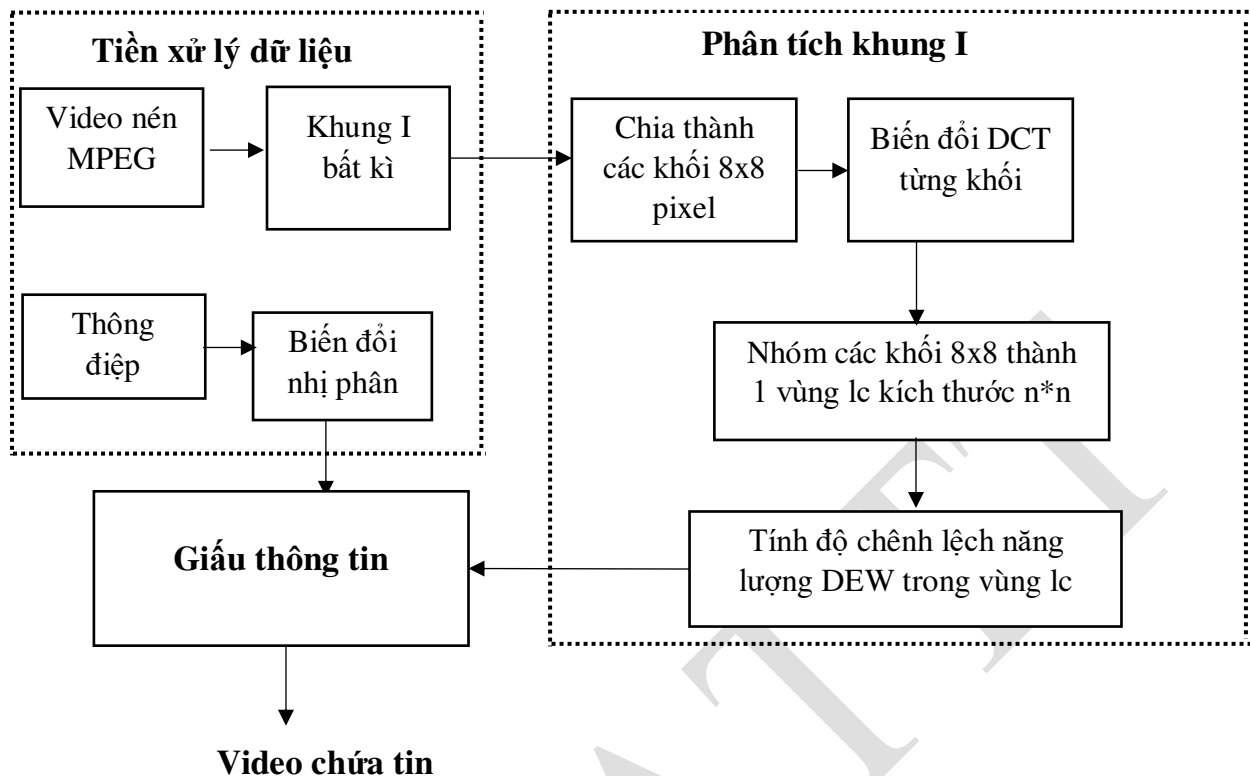 Tiền xử lý dữ liệu
Video nén
MPEG
Khung I
bất kì
Thông
điệp
Biến đổi
nhị phân
Phân tích khung I
Chia thành
các khối 8x8
pixel
Biến đổi DCT
từng khối
Nhóm các khối 8x8 thành
1 vùng lc kích thước n*n
Tính độ chênh lệch năng
lượng DEW trong vùng lc
Giấu thông tin
Video chứa tin